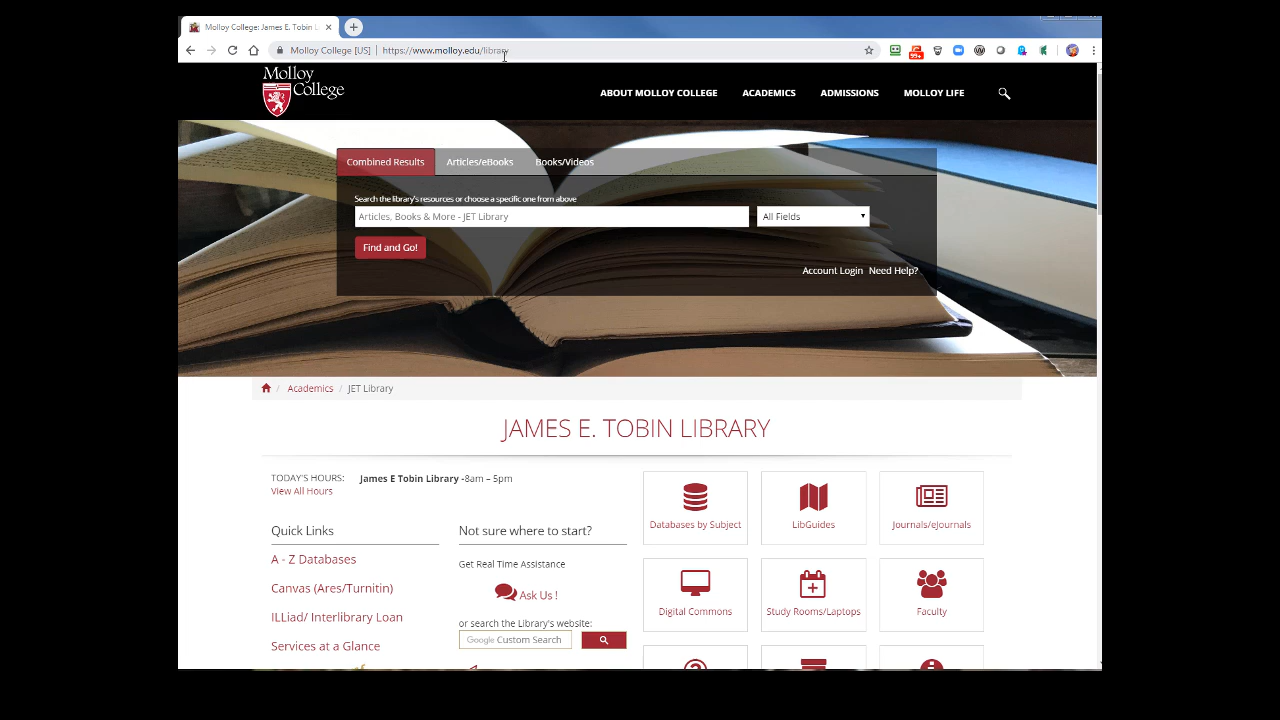 Molloy College: James E. Tobin L
Molloy College [US] | https://www.molloy.edu/library
99+
Molloy
College
ABOUT MOLLOY COLLEGE ACADEMICS ADMISSIONS MOLLOY LIFE
Combined Results Articles/eBooks Books/Videos
Search the library's resources or choose a specific one from above
Articles, Books & More - JET Library All Fields
Find and Go!
Account Login Need Help?
/ Academics / JET Library
JAMES E. TOBIN LIBRARY
TODAY'S HOURS: James E Tobin Library -8am – 5pm
View All Hours
Quick Links
A - Z Databases
Canvas (Ares/Turnitin)
ILLiad/ Interlibrary Loan
Services at a Glance
Not sure where to start?
Get Real Time Assistance
Ask Us !
or search the Library's website:
Google Custom Search
Databases by Subject
LibGuides
Journals/eJournals
Digital Commons
Study Rooms/Laptops
Faculty